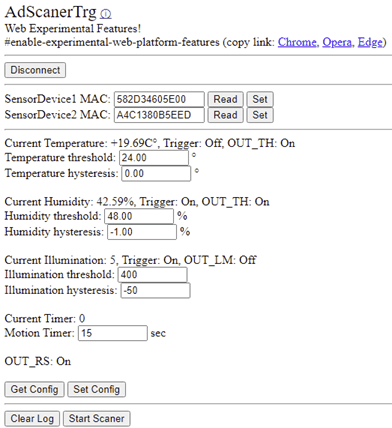 AdScanerTrg ⓘ
Web Experimental Features!
#enable-experimental-web-platform-features (copy link: Chrome, Opera, Edge)
Disconnect
SensorDevice1 MAC: 582D34605E00 Read Set
SensorDevice2 MAC: A4C1380B5EED Read Set
Current Temperature: +19.69C°, Trigger: Off, OUT_TH: On
Temperature threshold: 24.00 °
Temperature hysteresis: 0.00 °
Current Humidity: 42.59%, Trigger: On, OUT_TH: On
Humidity threshold: 48.00 %
Humidity hysteresis: -1.00 %
Current Illumination: 5, Trigger: On, OUT_LM: Off
Illumination threshold: 400
Illumination hysteresis: -50
Current Timer: 0
Motion Timer: 15 sec
OUT_RS: On
Get Config Set Config
Clear Log Start Scaner